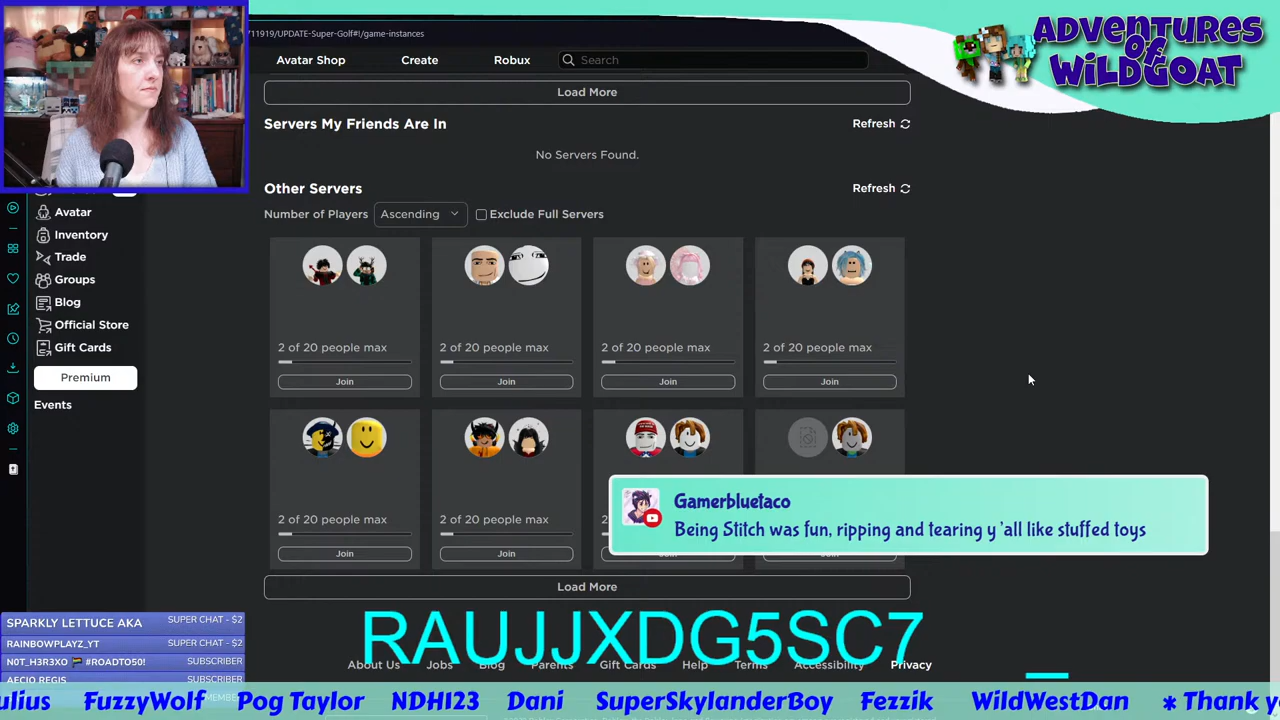 11919/UPDATE-Super-Golf#!/game-instances
ADVENTURES
OF
WILDGOAT
Avatar Shop Create Robux Search
Load More
Servers My Friends Are In Refresh
No Servers Found.
Other Servers Refresh
Number of Players Ascending Exclude Full Servers
Avatar
Inventory
Trade
Groups
Blog
Official Store
Gift Cards
Premium
Events
2 of 20 people max 2 of 20 people max 2 of 20 people max 2 of 20 people max
Join Join Join Join
Gamerbluetaco
Being Stitch was fun, ripping and tearing y'all like stuffed toys
2 of 20 people max 2 of 20 people max
Join Join
Load More
RAUJJXDG5SC7
SPARKLY LETTUCE AKA SUPER CHAT - $2
RAINBOWPLAYZ_YT SUPER CHAT - $2
N0T_H3R3XO #ROADTO50! SUBSCRIBER
AECIO REGIS SUBSCRIBER
About Us Jobs Blog Parents Gift Cards Help Terms Accessibility Privacy
ulius FuzzyWolf Pog Taylor NDH123 Dani SuperSkylanderBoy Fezzik WildWestDan * Thank y